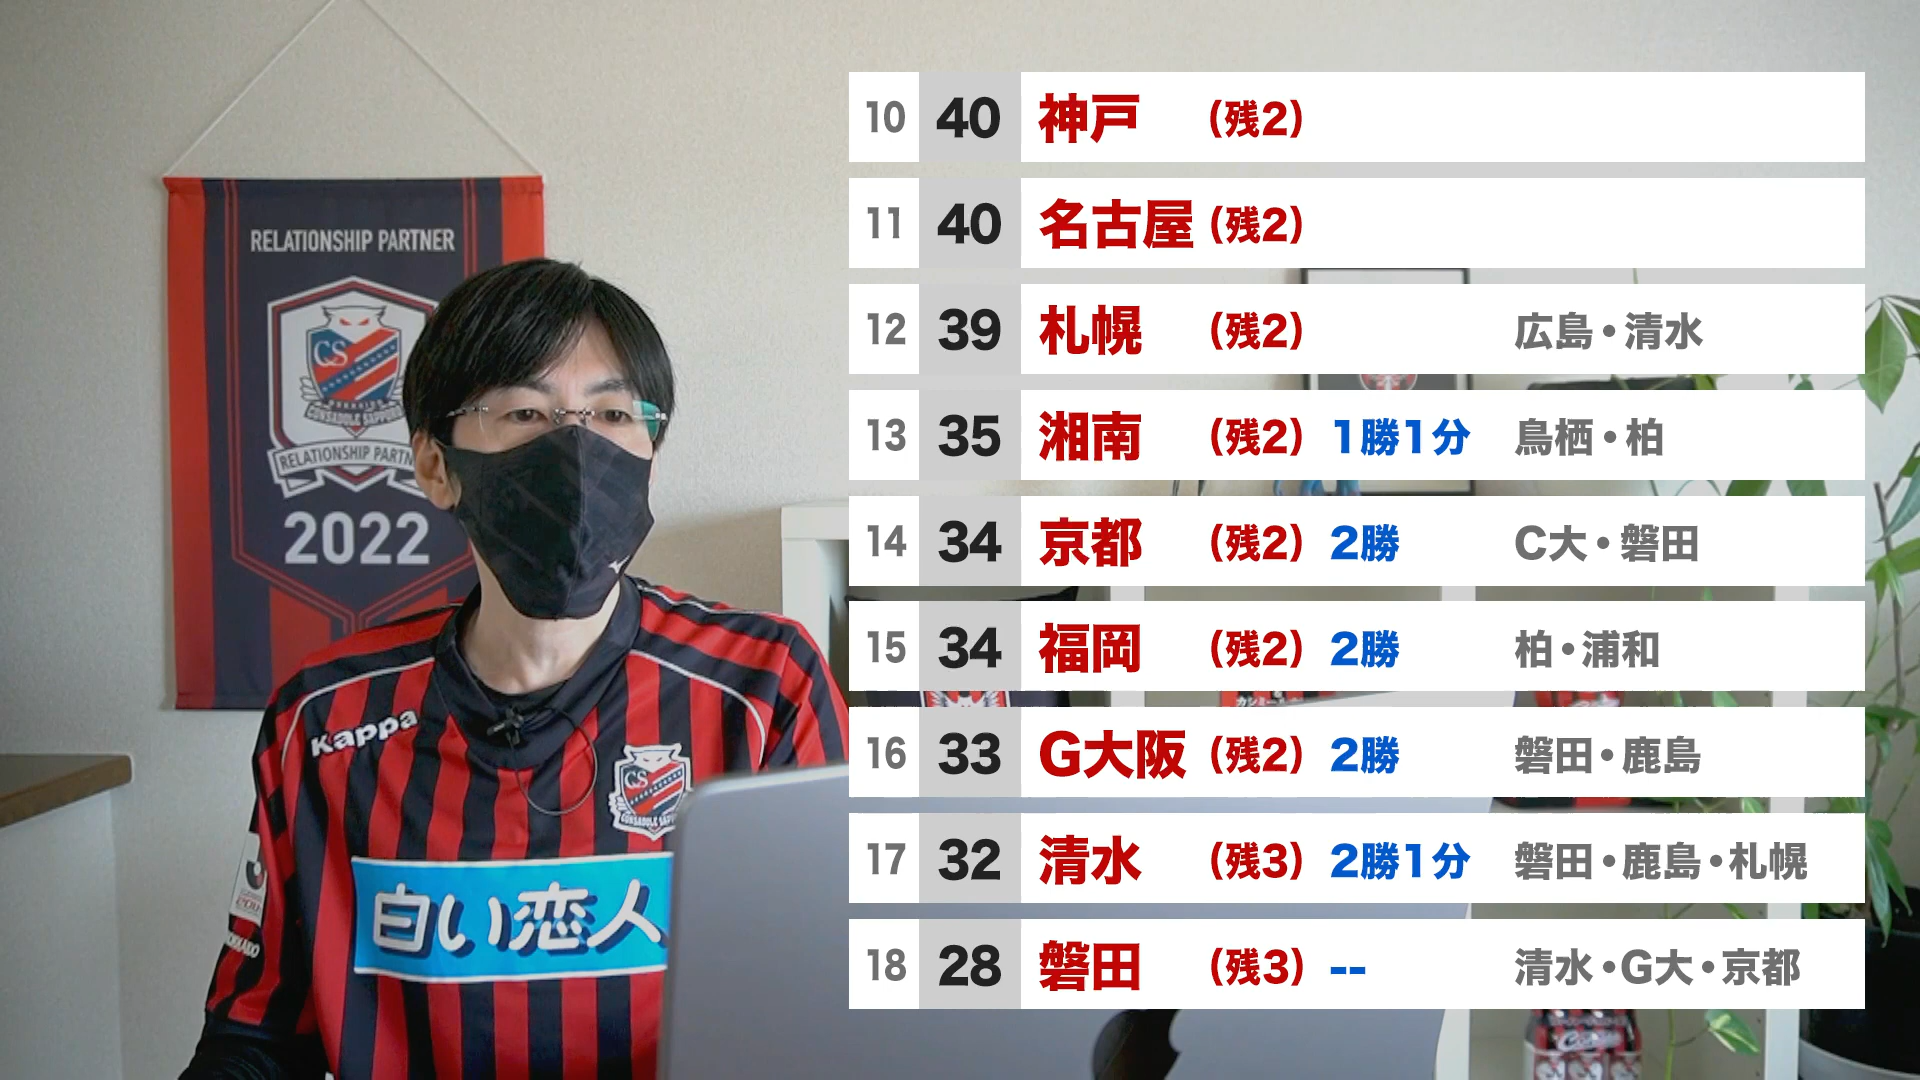 RELATIONSHIP PARTNER
CS
CONSADOLE SAPPORO
RELATIONSHIP PARTN
2022
Kappa
CS
白い恋人
10 40 神戸 (残2)
11 40 名古屋 (残2)
12 39 札幌 (残2) 広島・清水
13 35 湘南 (残2) 1勝1分 鳥栖・柏
14 34 京都 (残2) 2勝 C大・磐田
15 34 福岡 (残2) 2勝 柏・浦和
16 33 G大阪 (残2) 2勝 磐田・鹿島
17 32 清水 (残3) 2勝1分 磐田・鹿島・札幌
18 28 磐田 (残3) -- 清水・G大・京都